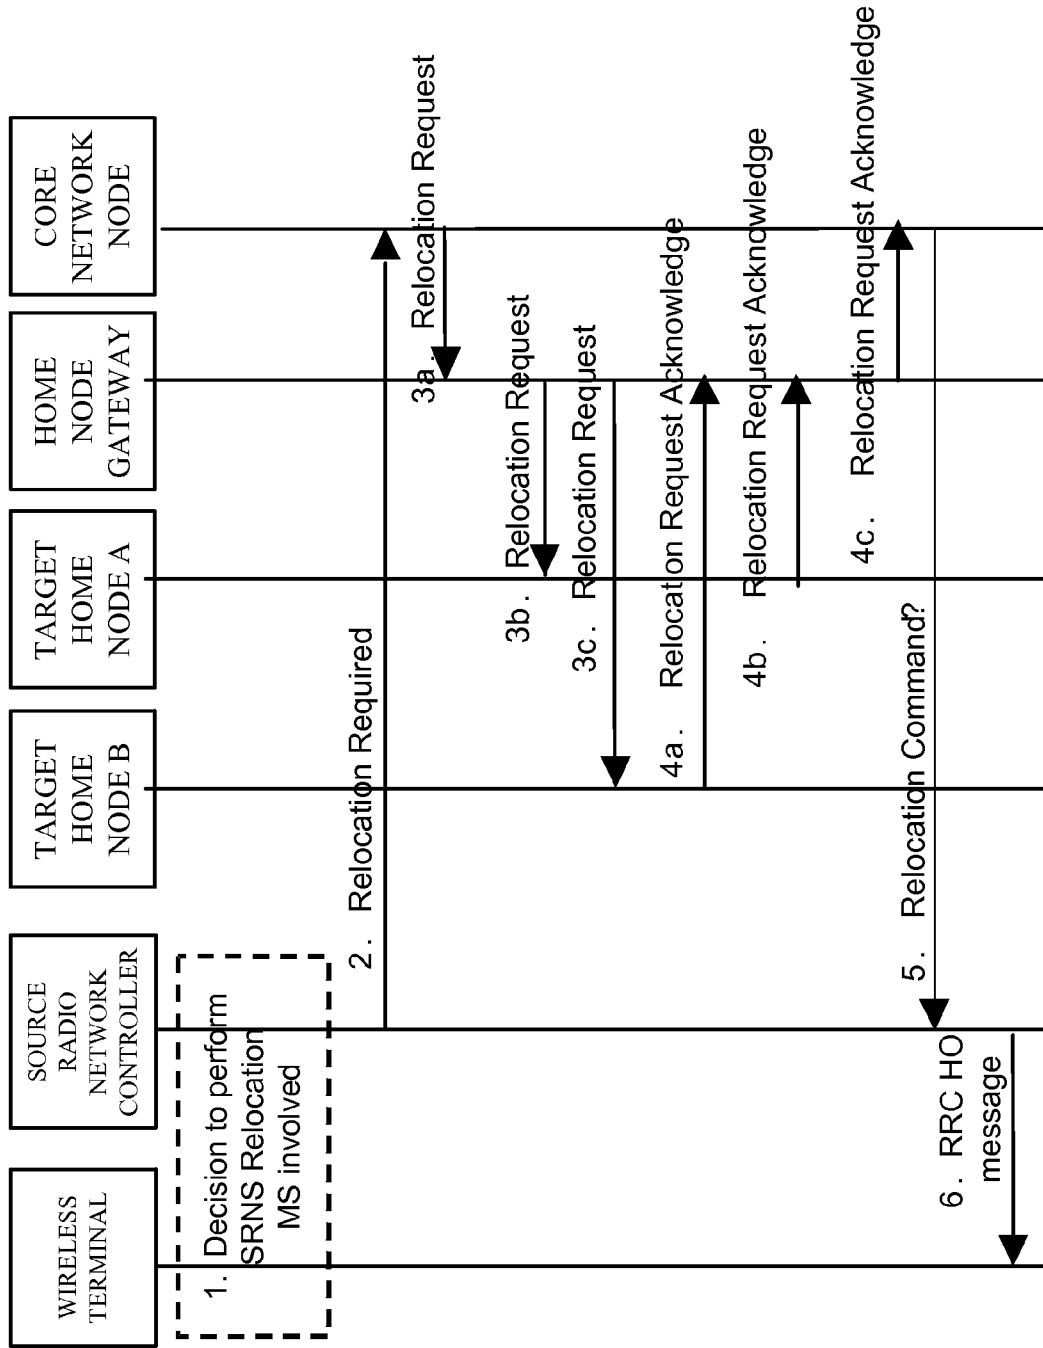 WIRELESS
TERMINAL
SOURCE
RADIO
NETWORK
CONTROLLER
TARGET
HOME
NODE B
TARGET
HOME
NODE A
HOME
NODE
GATEWAY
CORE
NETWORK
NODE
1. Decision to perform
SRNS Relocation
MS involved
2. Relocation Required
3a. Relocation Request
3b. Relocation Request
3c. Relocation Request
4a. Relocation Request Acknowledge
4b. Relocation Request Acknowledge
4c. Relocation Request Acknowledge
5. Relocation Command?
6. RRC HO
message